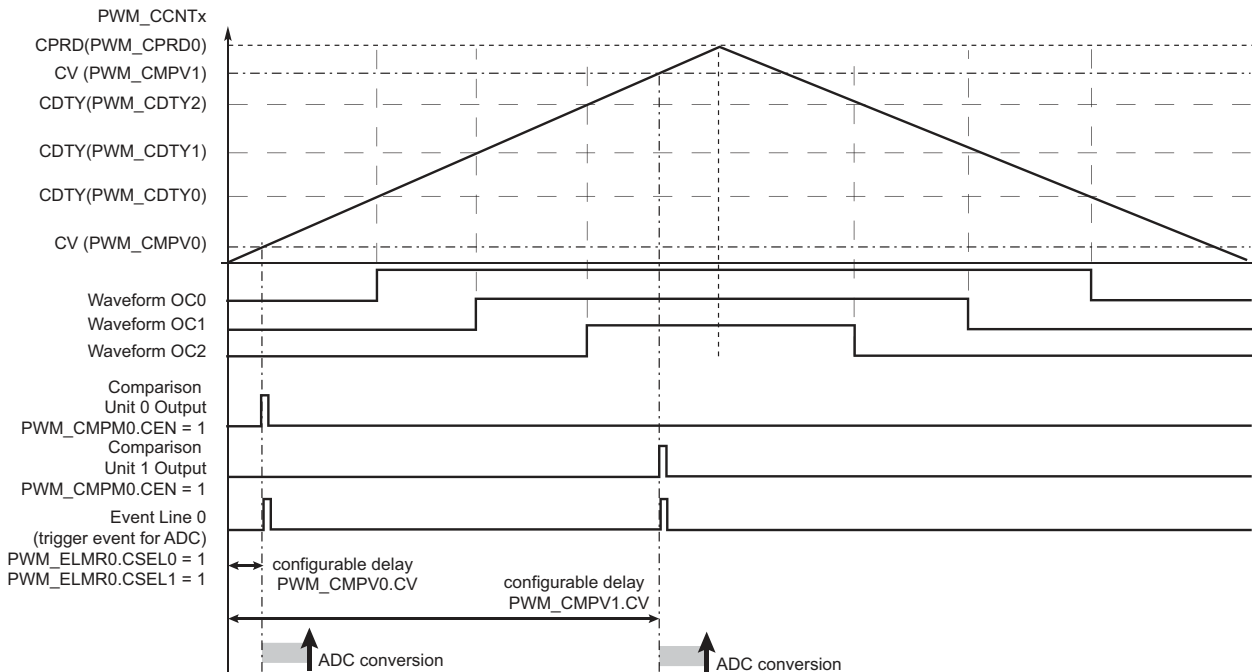 PWM_CCNTx
CPRD(PWM_CPRD0)
CV (PWM_CMPV1)
CDTY(PWM_CDTY2)
CDTY(PWM_CDTY1)
CDTY(PWM_CDTY0)
CV (PWM_CMPV0)
Waveform OC0
Waveform OC1
Waveform OC2
Comparison
Unit 0 Output
PWM_CMPM0.CEN = 1
Comparison
Unit 1 Output
PWM_CMPM0.CEN = 1
Event Line 0
(trigger event for ADC)
PWM_ELMR0.CSEL0 = 1
PWM_ELMR0.CSEL1 = 1
configurable delay
PWM_CMPV0.CV
configurable delay
PWM_CMPV1.CV
ADC conversion
ADC conversion